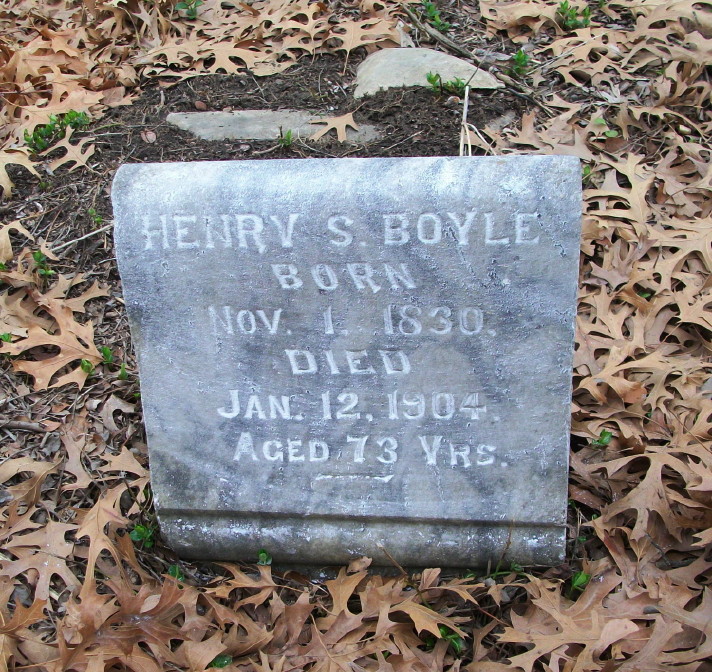 HENRY S. BOYLE
BORN
NOV. 1. 1830.
DIED
JAN. 12, 1904.
AGED 73 YRS.